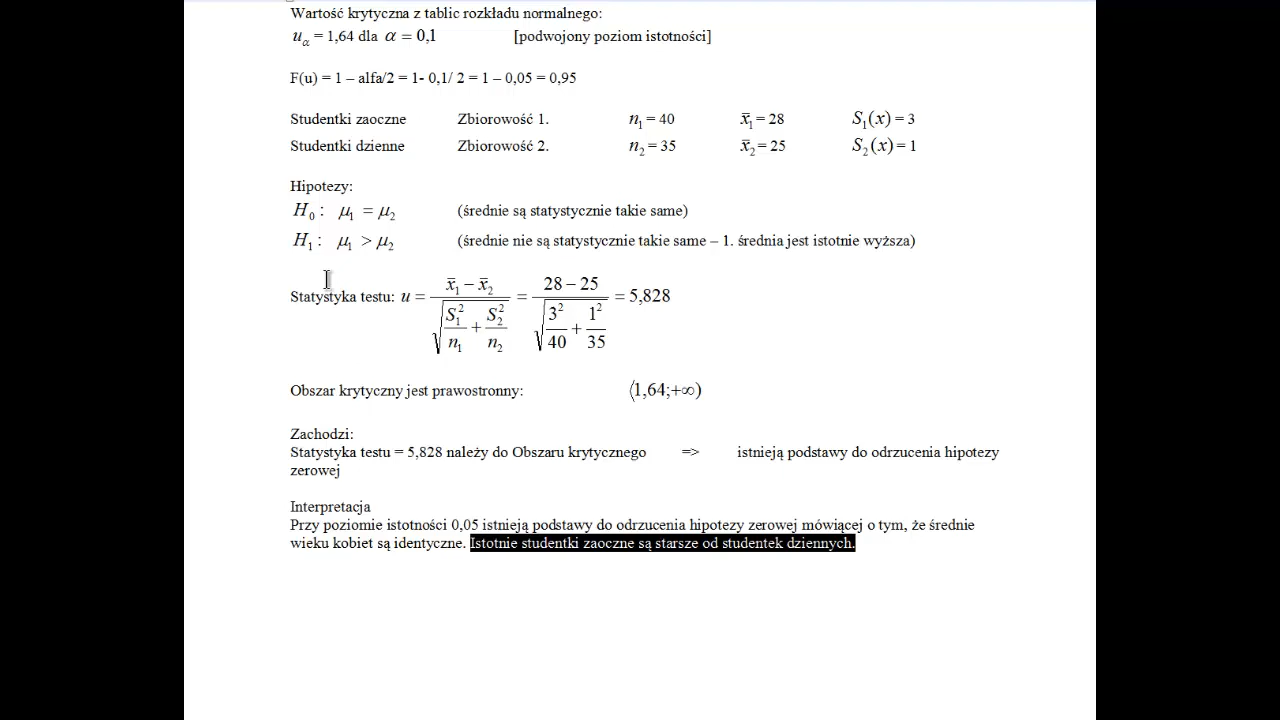 Wartość krytyczna z tablic rozkładu normalnego:
u_α = 1,64 dla α = 0,1 [podwojony poziom istotności]
F(u) = 1 – alfa/2 = 1- 0,1/ 2 = 1 – 0,05 = 0,95
Studentki zaoczne Zbiorowość 1. n₁ = 40 x̄₁ = 28 S₁(x) = 3
Studentki dzienne Zbiorowość 2. n₂ = 35 x̄₂ = 25 S₂(x) = 1
Hipotezy:
H₀ : μ₁ = μ₂ (średnie są statystycznie takie same)
H₁ : μ₁ > μ₂ (średnie nie są statystycznie takie same – 1. średnia jest istotnie wyższa)
Statystyka testu: u = (x̄₁ − x̄₂) / √(S₁²/n₁ + S₂²/n₂) = (28 − 25) / √(3²/40 + 1²/35) = 5,828
Obszar krytyczny jest prawostronny: ⟨1,64;+∞)
Zachodzi:
Statystyka testu = 5,828 należy do Obszaru krytycznego => istnieją podstawy do odrzucenia hipotezy
zerowej
Interpretacja
Przy poziomie istotności 0,05 istnieją podstawy do odrzucenia hipotezy zerowej mówiącej o tym, że średnie
wieku kobiet są identyczne. Istotnie studentki zaoczne są starsze od studentek dziennych.